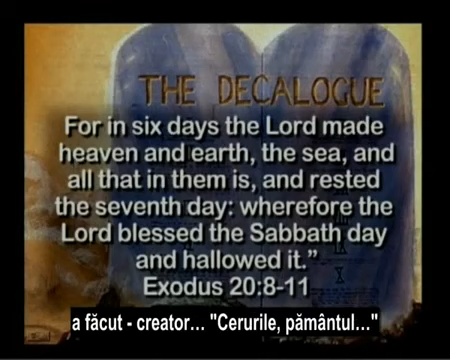 THE DECALOGUE
For in six days the Lord made
heaven and earth, the sea, and
all that in them is, and rested
the seventh day: wherefore the
Lord blessed the Sabbath day
and hallowed it."
Exodus 20:8-11
a făcut - creator... "Cerurile, pământul..."